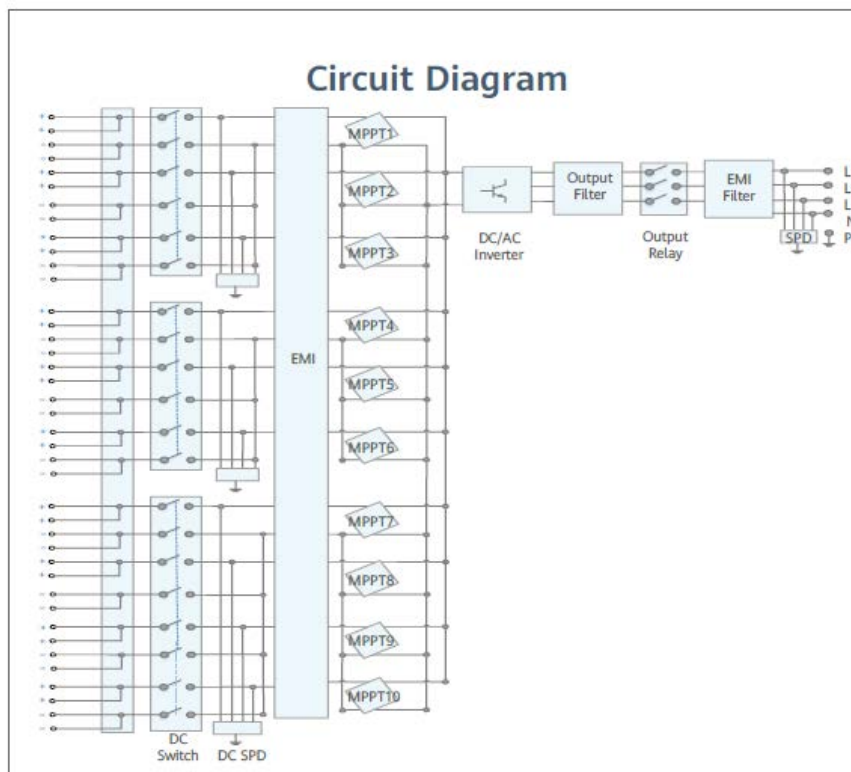 Circuit Diagram
MPPT1
MPPT2
MPPT3
MPPT4
MPPT5
MPPT6
MPPT7
MPPT8
MPPT9
MPPT10
EMI
DC/AC
Inverter
Output
Filter
Output
Relay
EMI
Filter
SPD
L
L
L
N
P
DC
Switch
DC SPD